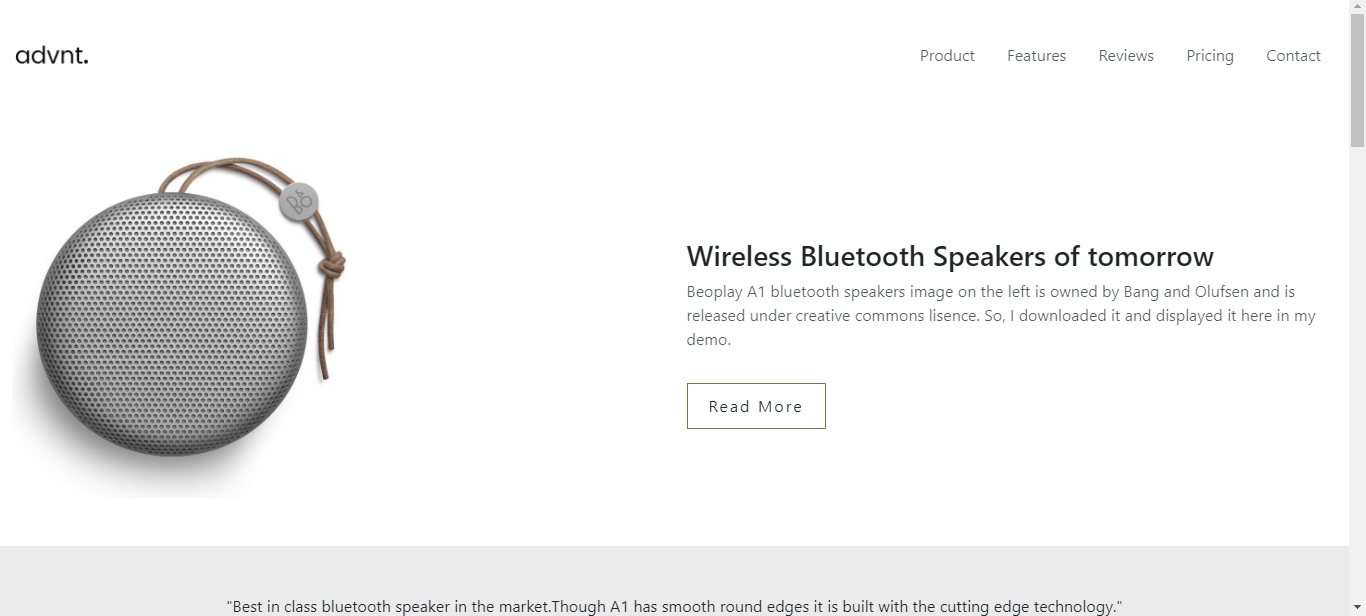 advnt.
Product
Features
Reviews
Pricing
Contact
B&O
Wireless Bluetooth Speakers of tomorrow
Beoplay A1 bluetooth speakers image on the left is owned by Bang and Olufsen and is
released under creative commons lisence. So, I downloaded it and displayed it here in my
demo.
Read More
"Best in class bluetooth speaker in the market.Though A1 has smooth round edges it is built with the cutting edge technology."